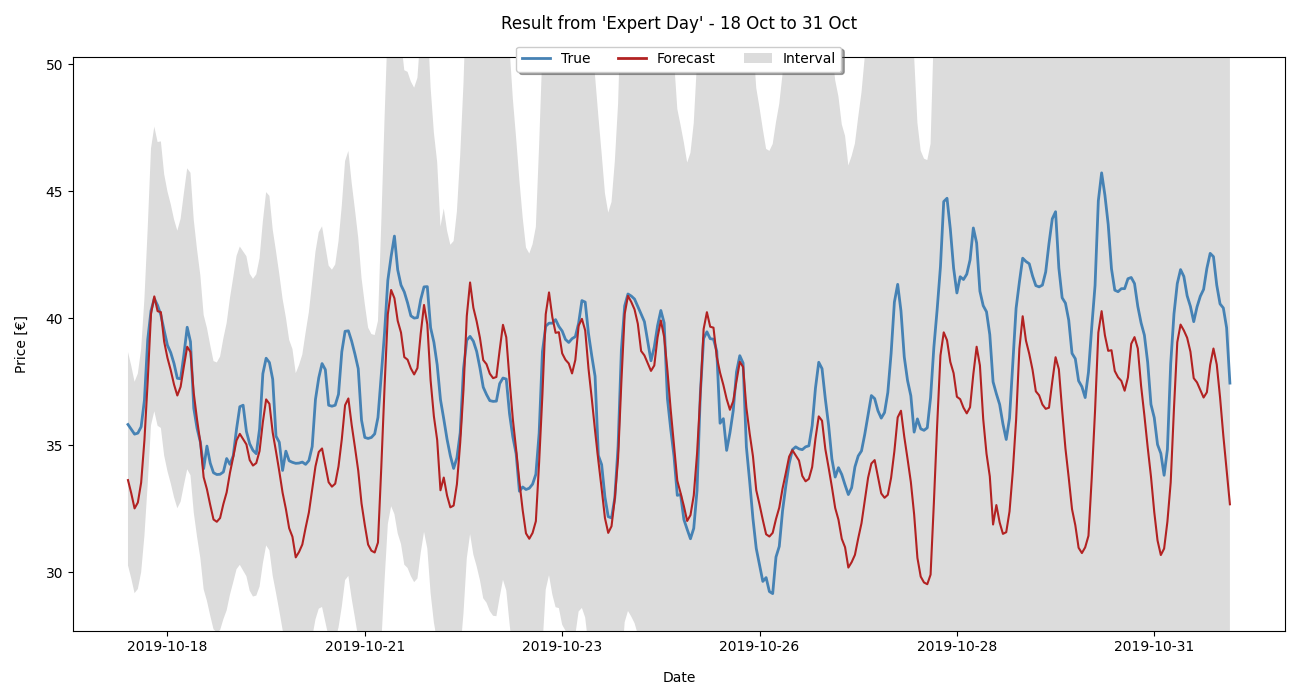 Result from 'Expert Day' - 18 Oct to 31 Oct
True Forecast Interval
50
45
40
35
30
Price [€]
2019-10-18 2019-10-21 2019-10-23 2019-10-26 2019-10-28 2019-10-31
Date